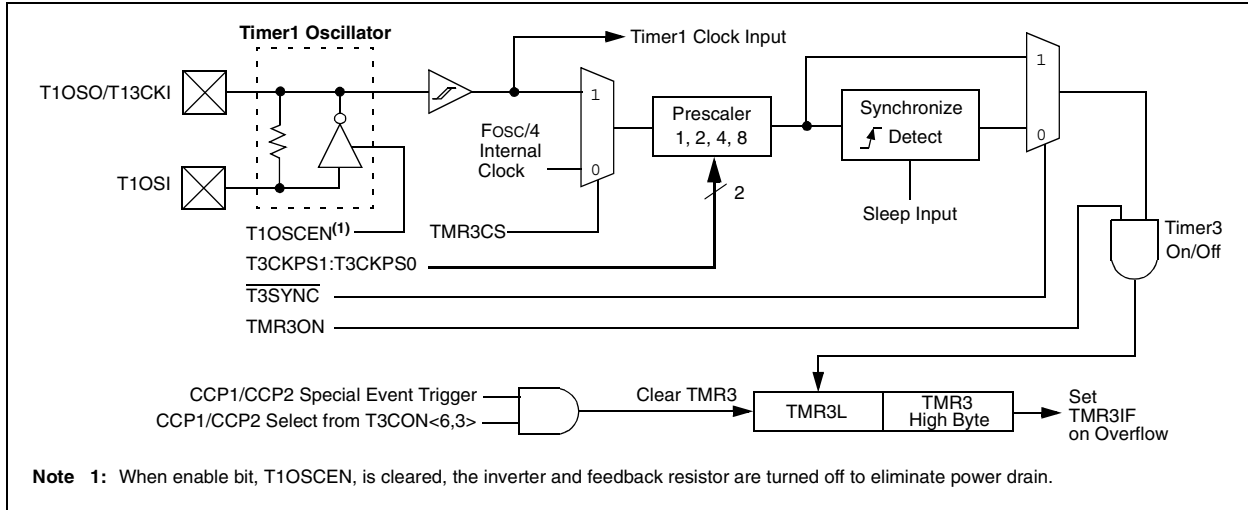 Timer1 Oscillator
Timer1 Clock Input
T1OSO/T13CKI
1
1
Prescaler
1, 2, 4, 8
Synchronize
Detect
FOSC/4
Internal
Clock
0
0
T1OSI
2
Sleep Input
T1OSCEN(1)
TMR3CS
Timer3
On/Off
T3CKPS1:T3CKPS0
T3SYNC
TMR3ON
CCP1/CCP2 Special Event Trigger
CCP1/CCP2 Select from T3CON<6,3>
Clear TMR3
TMR3L
TMR3
High Byte
Set
TMR3IF
on Overflow
Note 1: When enable bit, T1OSCEN, is cleared, the inverter and feedback resistor are turned off to eliminate power drain.